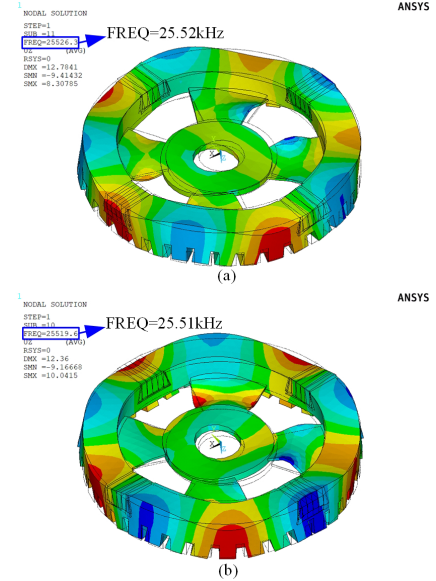 1
NODAL SOLUTION
ANSYS
STEP=1
SUB =11
FREQ=25526.3
FREQ=25.52kHz
UZ (AVG)
RSYS=0
DMX =12.7841
SMN =-9.41432
SMX =8.30785
(a)
1
NODAL SOLUTION
ANSYS
STEP=1
SUB =10
FREQ=25519.6
FREQ=25.51kHz
UZ (AVG)
RSYS=0
DMX =12.36
SMN =-9.16668
SMX =10.0415
(b)